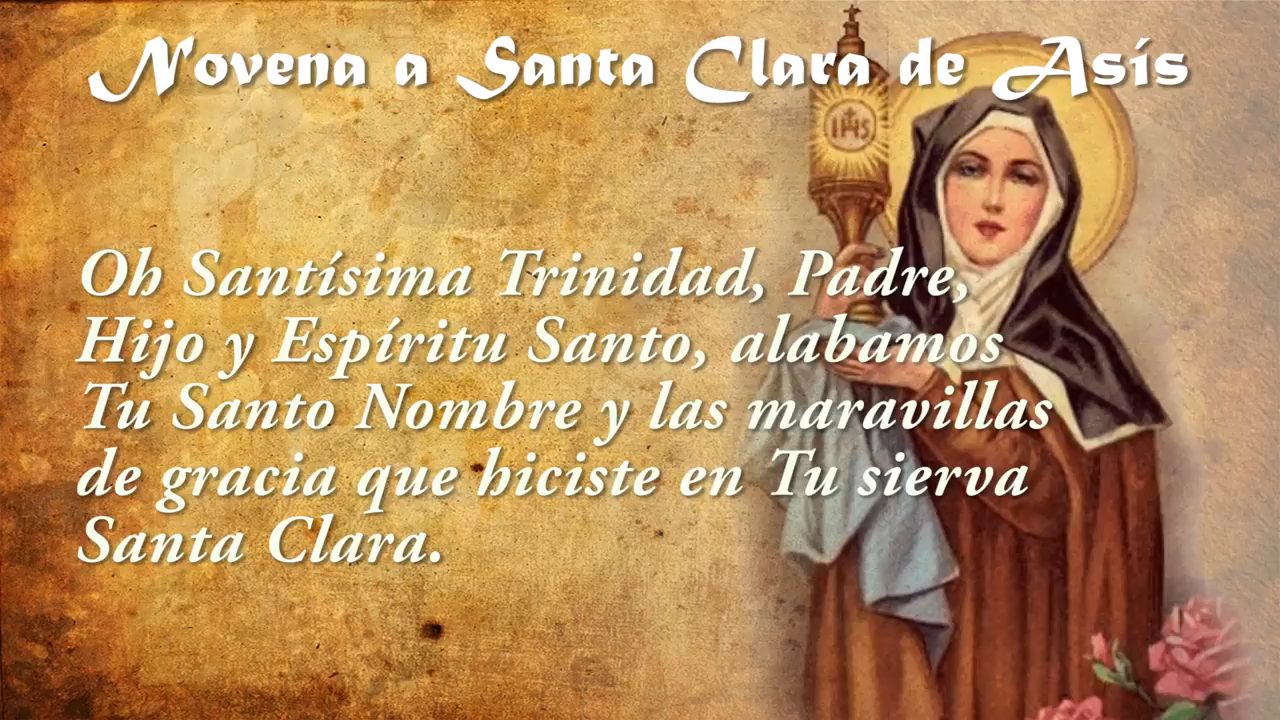 Novena a Santa Clara de Asís
IHS
Oh Santísima Trinidad, Padre,
Hijo y Espíritu Santo, alabamos
Tu Santo Nombre y las maravillas
de gracia que hiciste en Tu sierva
Santa Clara.